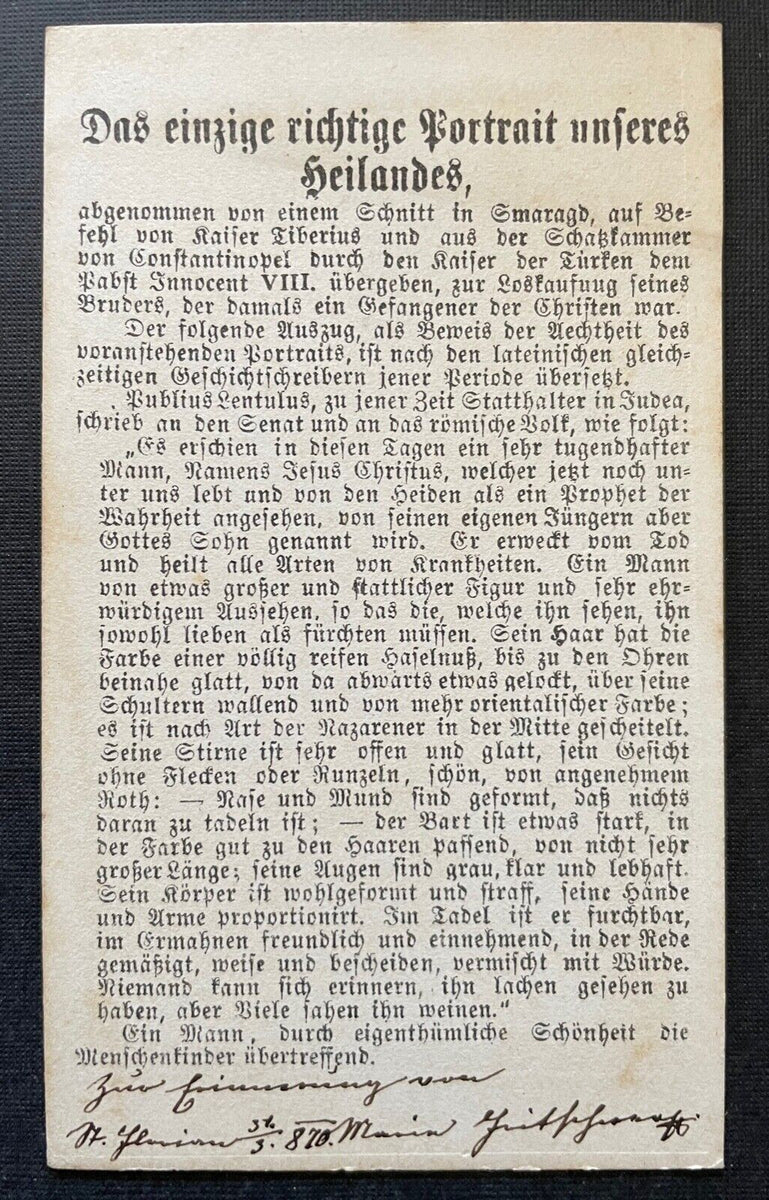 Das einzige richtige Portrait unseres
Heilandes,
abgenommen von einem Schnitt in Smaragd, auf Be-
fehl von Kaiser Tiberius und aus der Schatzkammer
von Constantinopel durch den Kaiser der Türken dem
Pabst Innocent VIII. übergeben, zur Loskaufung seines
Bruders, der damals ein Gefangener der Christen war.
Der folgende Auszug, als Beweis der Aechtheit des
voranstehenden Portraits, ist nach den lateinischen gleich-
zeitigen Geschichtschreibern jener Periode übersetzt.
Publius Lentulus, zu jener Zeit Statthalter in Judea,
schrieb an den Senat und an das römische Volk, wie folgt:
„Es erschien in diesen Tagen ein sehr tugendhafter
Mann, Namens Jesus Christus, welcher jetzt noch un-
ter uns lebt und von den Heiden als ein Prophet der
Wahrheit angesehen, von seinen eigenen Jüngern aber
Gottes Sohn genannt wird. Er erweckt vom Tod
und heilt alle Arten von Krankheiten. Ein Mann
von etwas großer und stattlicher Figur und sehr ehr-
würdigem Aussehen, so das die, welche ihn sehen, ihn
sowohl lieben als fürchten müssen. Sein Haar hat die
Farbe einer völlig reifen Haselnuß, bis zu den Ohren
beinahe glatt, von da abwärts etwas gelockt, über seine
Schultern wallend und von mehr orientalischer Farbe;
es ist nach Art der Nazarener in der Mitte gescheitelt.
Seine Stirne ist sehr offen und glatt, sein Gesicht
ohne Flecken oder Runzeln, schön, von angenehmem
Roth: — Nase und Mund sind geformt, daß nichts
daran zu tadeln ist; — der Bart ist etwas stark, in
der Farbe gut zu den Haaren passend, von nicht sehr
großer Länge; seine Augen sind grau, klar und lebhaft.
Sein Körper ist wohlgeformt und straff, seine Hände
und Arme proportionirt. Im Tadel ist er furchtbar,
im Ermahnen freundlich und einnehmend, in der Rede
gemäßigt, weise und bescheiden, vermischt mit Würde.
Niemand kann sich erinnern, ihn lachen gesehen zu
haben, aber Viele sahen ihn weinen."
Ein Mann, durch eigenthümliche Schönheit die
Menschenkinder übertreffend.
Zur Erinnerung von
St. Florian 31/3. 870. Maria